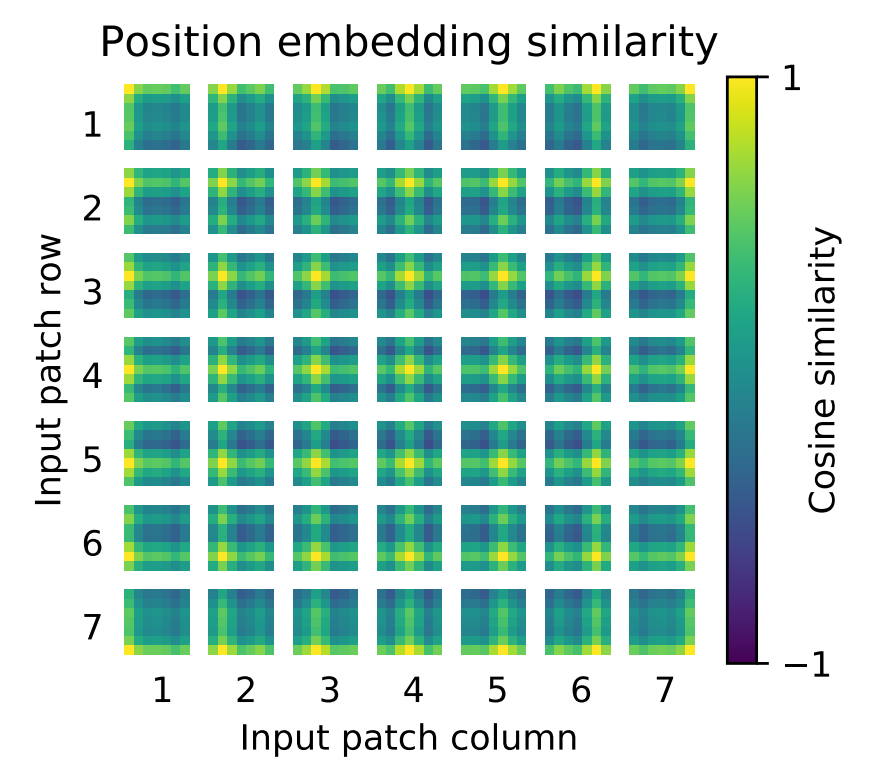 Position embedding similarity
1
1
2
3
4
5
6
7
Input patch row
Cosine similarity
−1
1 2 3 4 5 6 7
Input patch column